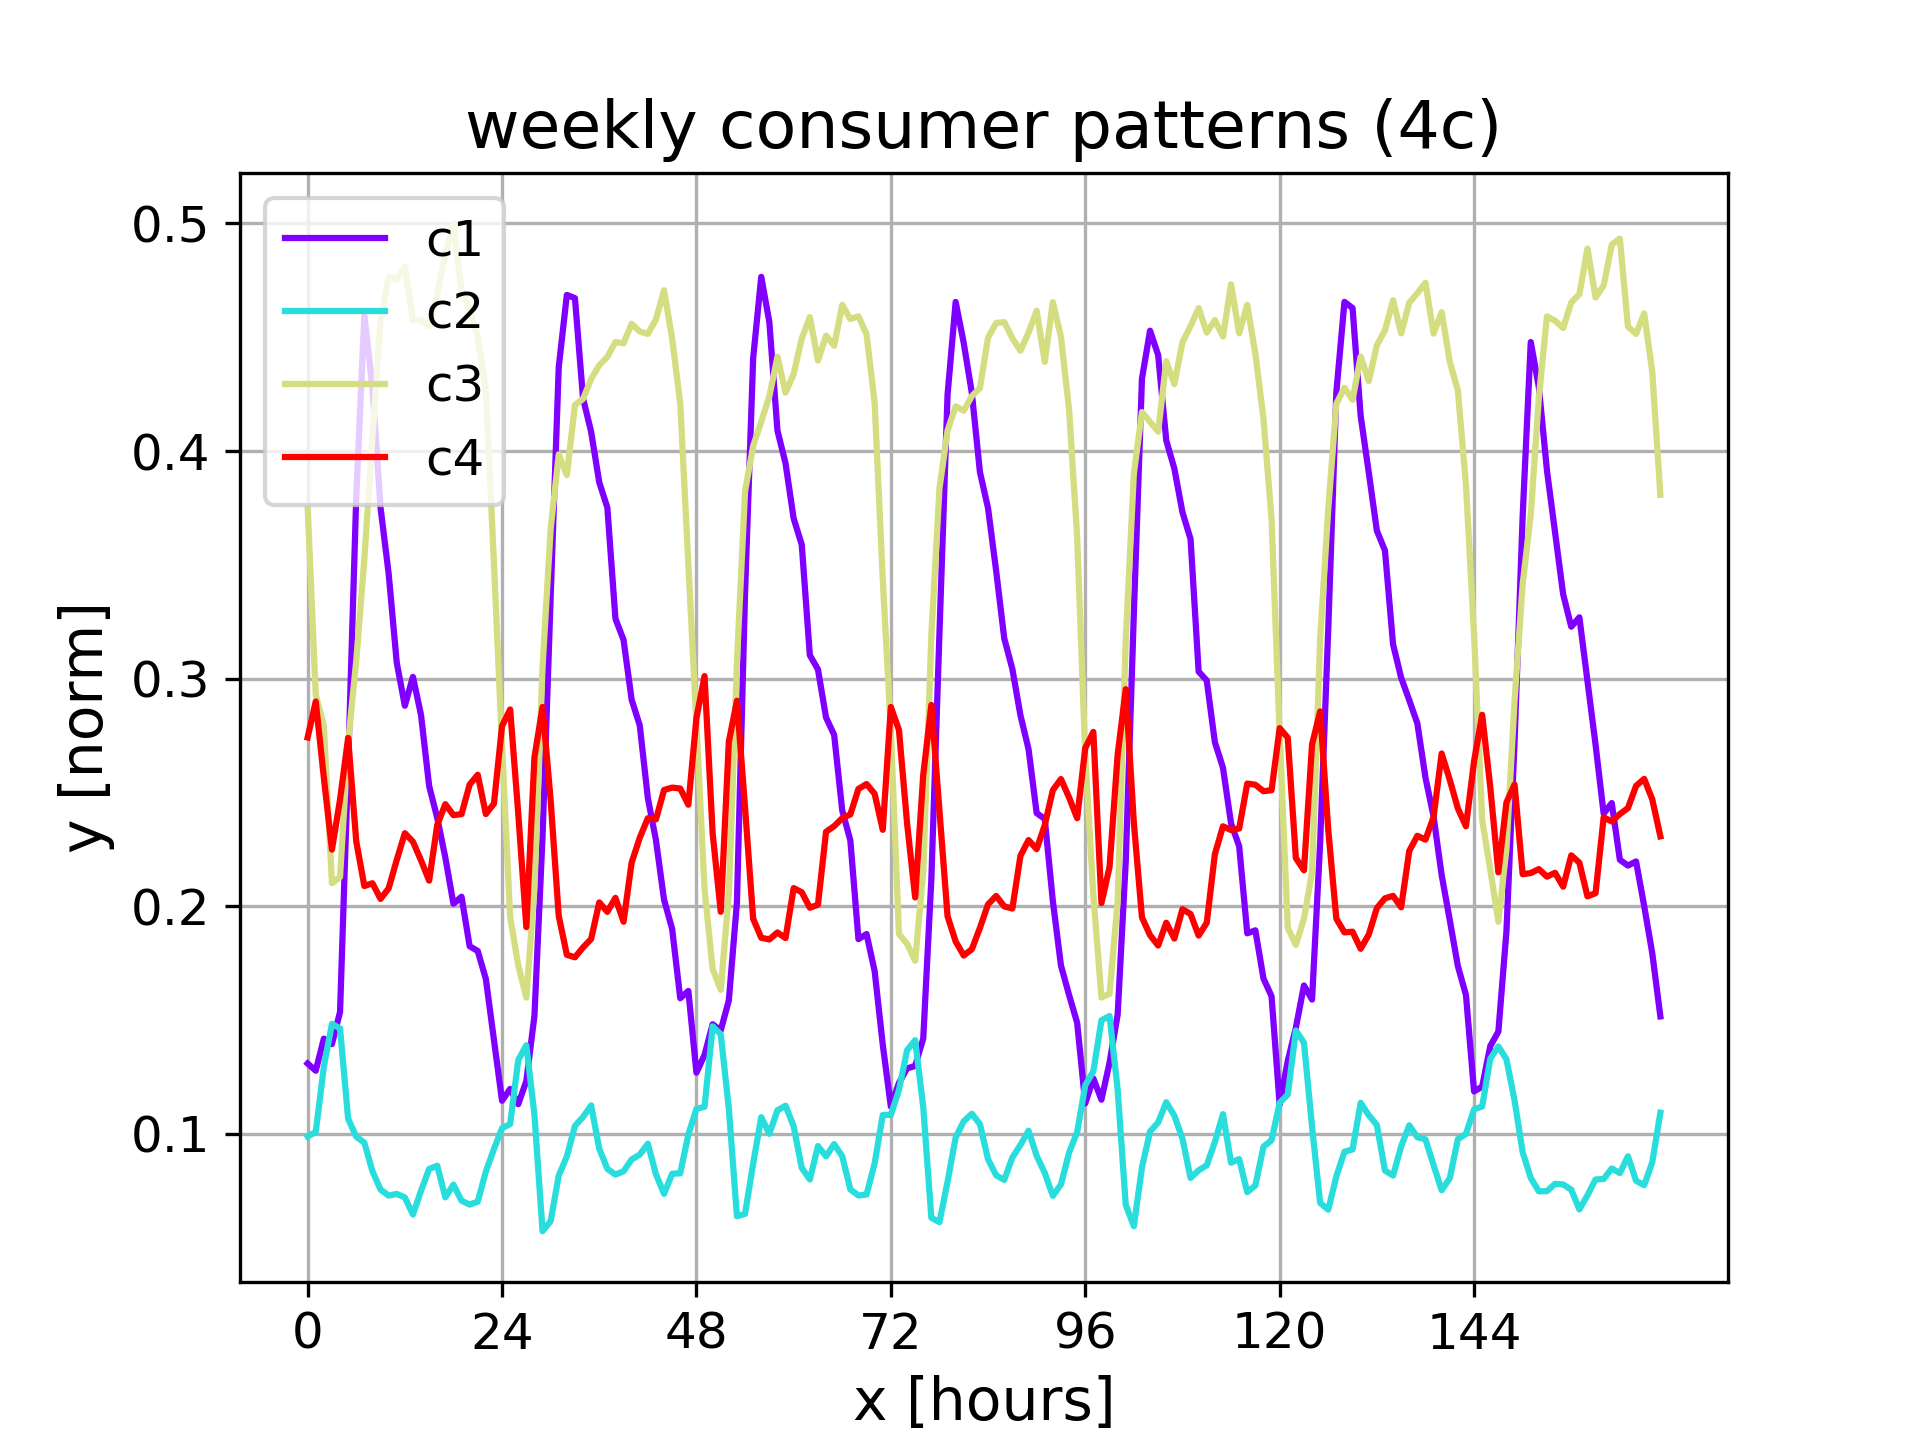 weekly consumer patterns (4c)
c1
c2
c3
c4
y [norm]
0.5
0.4
0.3
0.2
0.1
0 24 48 72 96 120 144
x [hours]